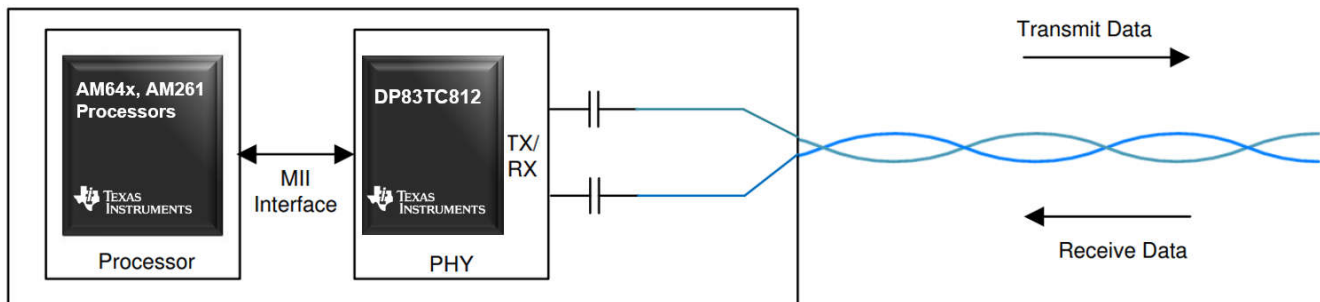 AM64x, AM261
Processors
TEXAS
INSTRUMENTS
Processor
MII
Interface
DP83TC812
TX/
RX
TEXAS
INSTRUMENTS
PHY
Transmit Data
Receive Data